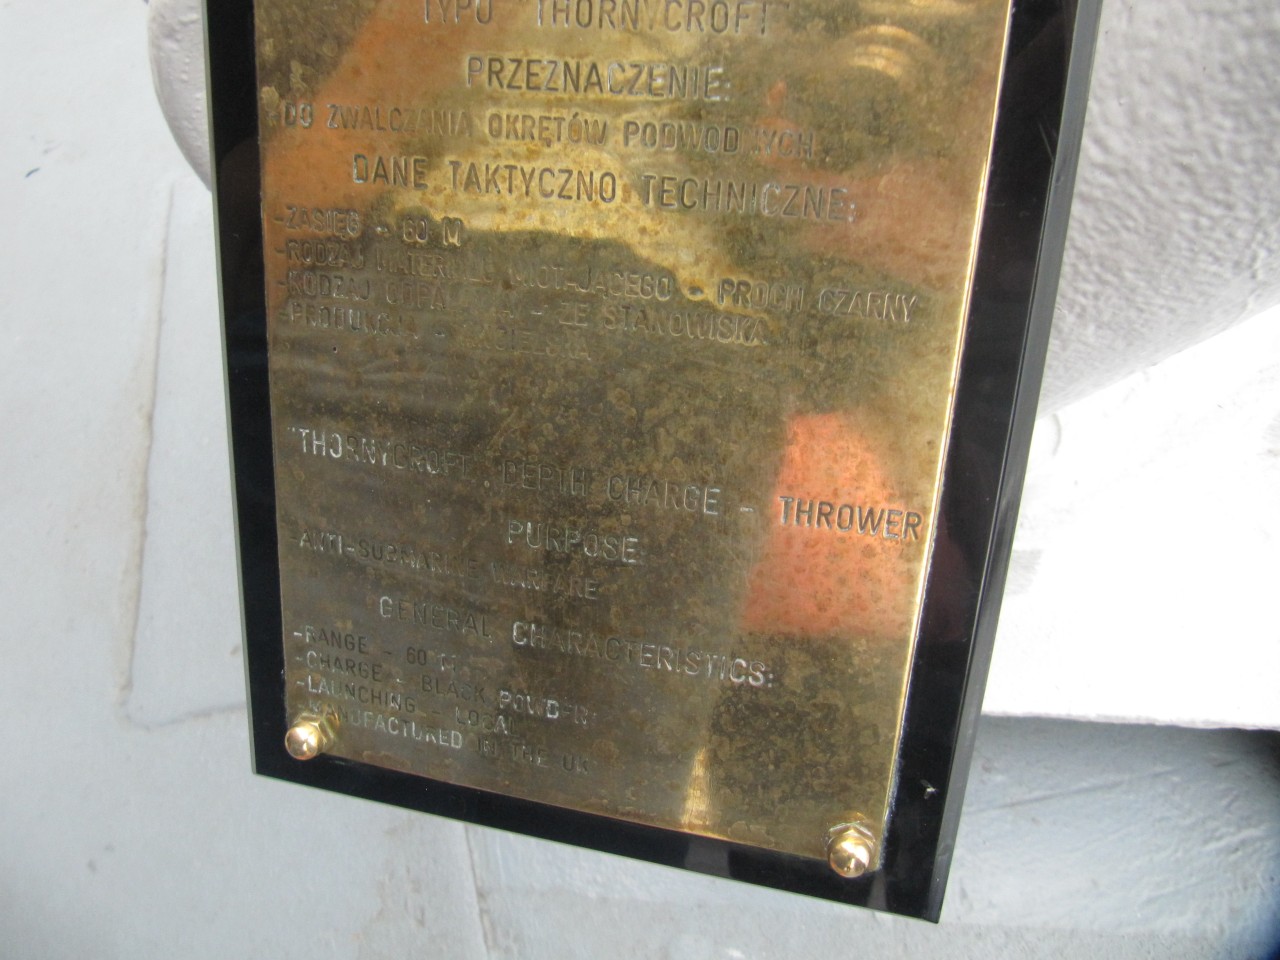 TYPU "THORNYCROFT"
PRZEZNACZENIE:
-DO ZWALCZANIA OKRĘTÓW PODWODNYCH
DANE TAKTYCZNO TECHNICZNE:
-ZASIĘG - 60 M
-RODZAJ MATERIAŁU MIOTAJĄCEGO - PROCH CZARNY
-RODZAJ ODPALANIA - ZE STANOWISKA
-PRODUKCJA - ANGIELSKA
"THORNYCROFT" DEPTH CHARGE - THROWER
PURPOSE:
-ANTI-SUBMARINE WARFARE
GENERAL CHARACTERISTICS:
-RANGE - 60 M
-CHARGE - BLACK POWDER
-LAUNCHING - LOCAL
MANUFACTURED IN THE UK